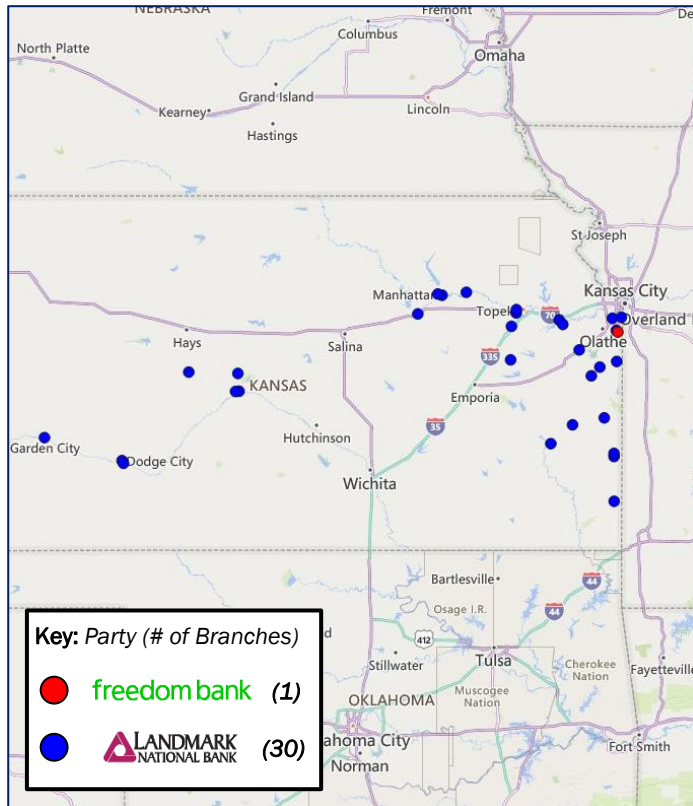 NEBRASKA
Columbus
Fremont
De
North Platte
Omaha
Grand Island
Kearney
Lincoln
Hastings
St Joseph
Kansas City
Manhattan
Topek
70
Overland
Hays
Salina
Olathe
335
KANSAS
Emporia
Hutchinson
35
Garden City
Dodge City
Wichita
44
Bartlesville
Osage I.R.
44
Key: Party (# of Branches)
412
Stillwater
Tulsa
Cherokee
Nation
Fayetteville
freedom bank (1)
OKLAHOMA
Muscogee
Nation
LANDMARK
NATIONAL BANK (30)
lahoma City
Norman
Fort Smith